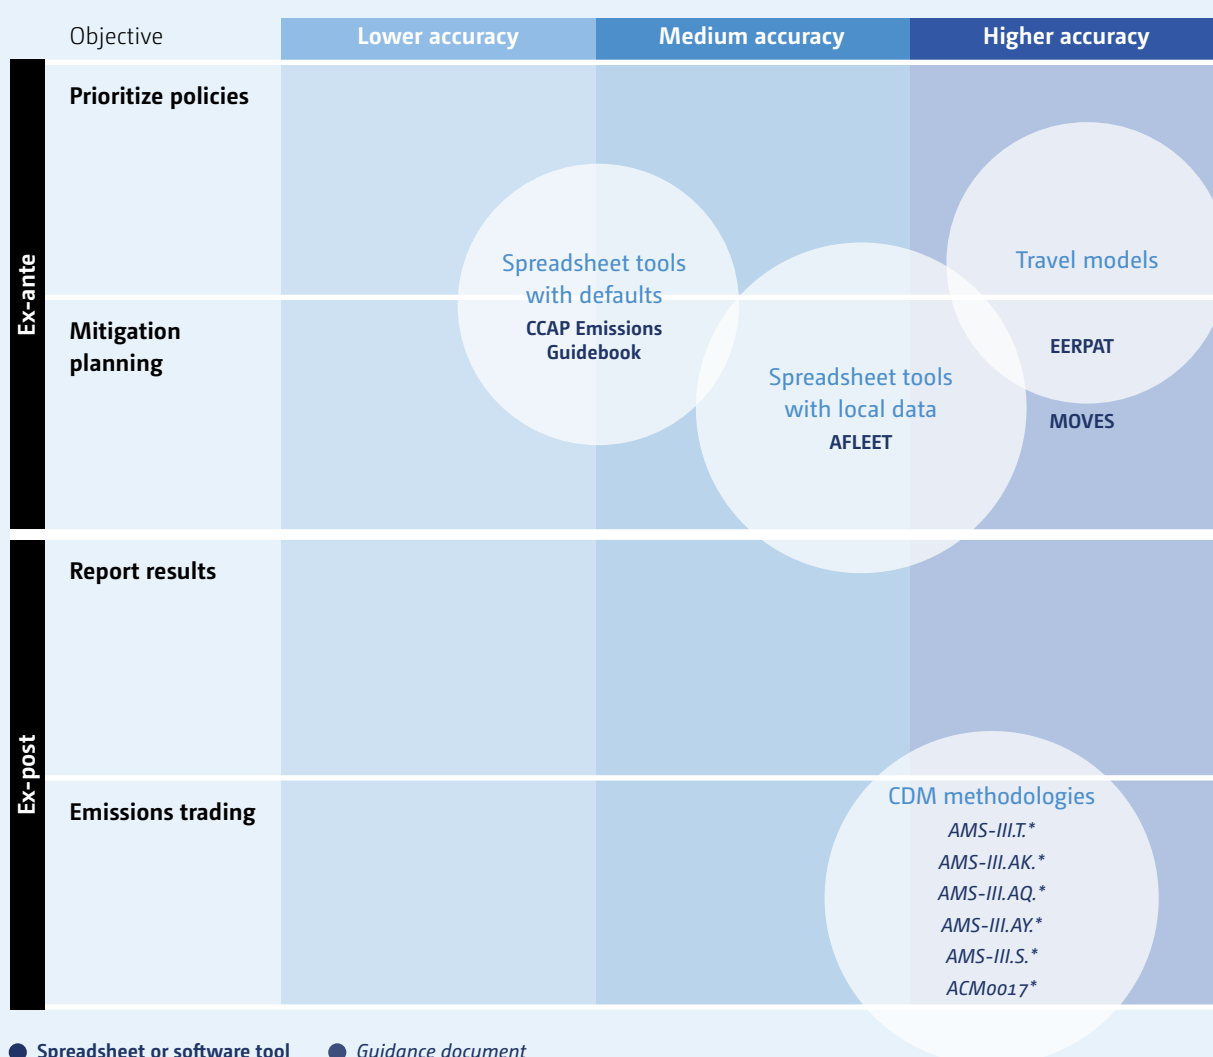 Objective
Lower accuracy
Medium accuracy
Higher accuracy
Ex-ante
Prioritize policies
Spreadsheet tools
with defaults
CCAP Emissions
Guidebook
Travel models
EERPAT
MOVES
Mitigation
planning
Spreadsheet tools
with local data
AFLEET
Ex-post
Report results
Emissions trading
CDM methodologies
AMS-III.T.*
AMS-III.AK.*
AMS-III.AQ.*
AMS-III.AY.*
AMS-III.S.*
ACM0017*
Spreadsheet or software tool
Guidance document